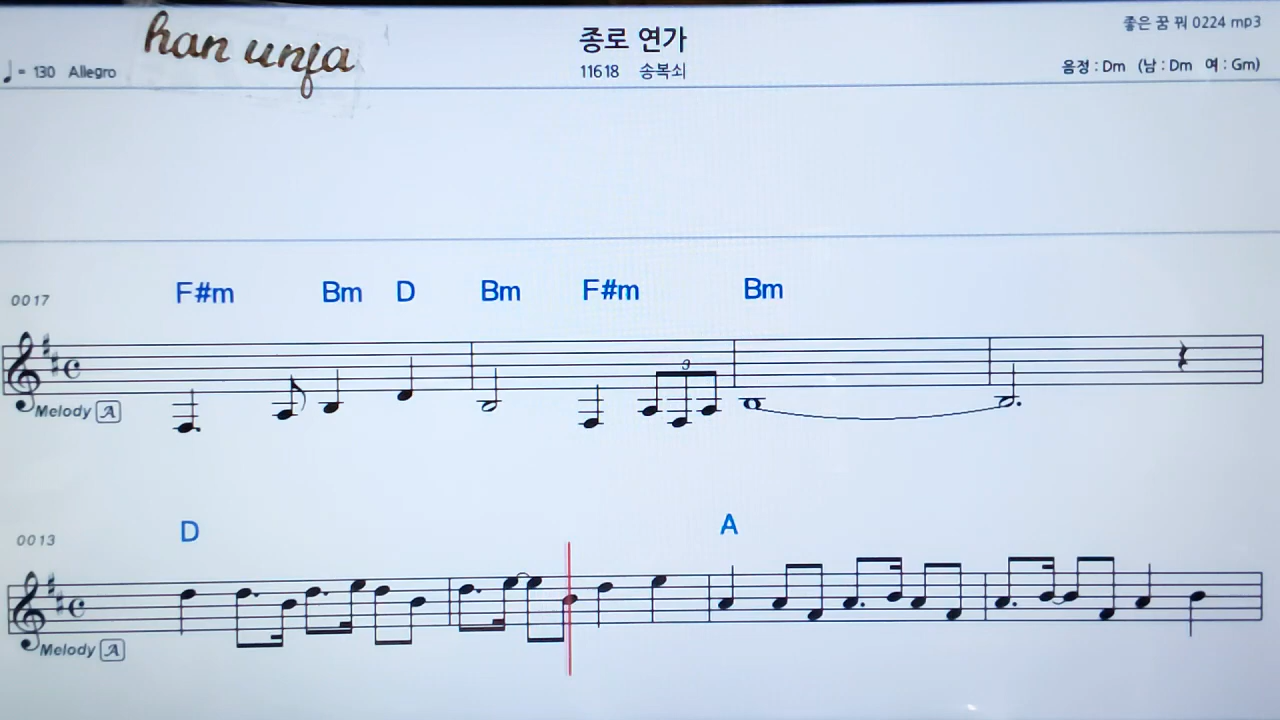 han unja
종로 연가
좋은 꿈 꿔 0224 mp3
♩= 130 Allegro
11618 송복쇠
음정 : Dm (남 : Dm 여 : Gm)
F#m Bm D Bm F#m Bm
0017
3
Melody A
D A
0013
Melody A